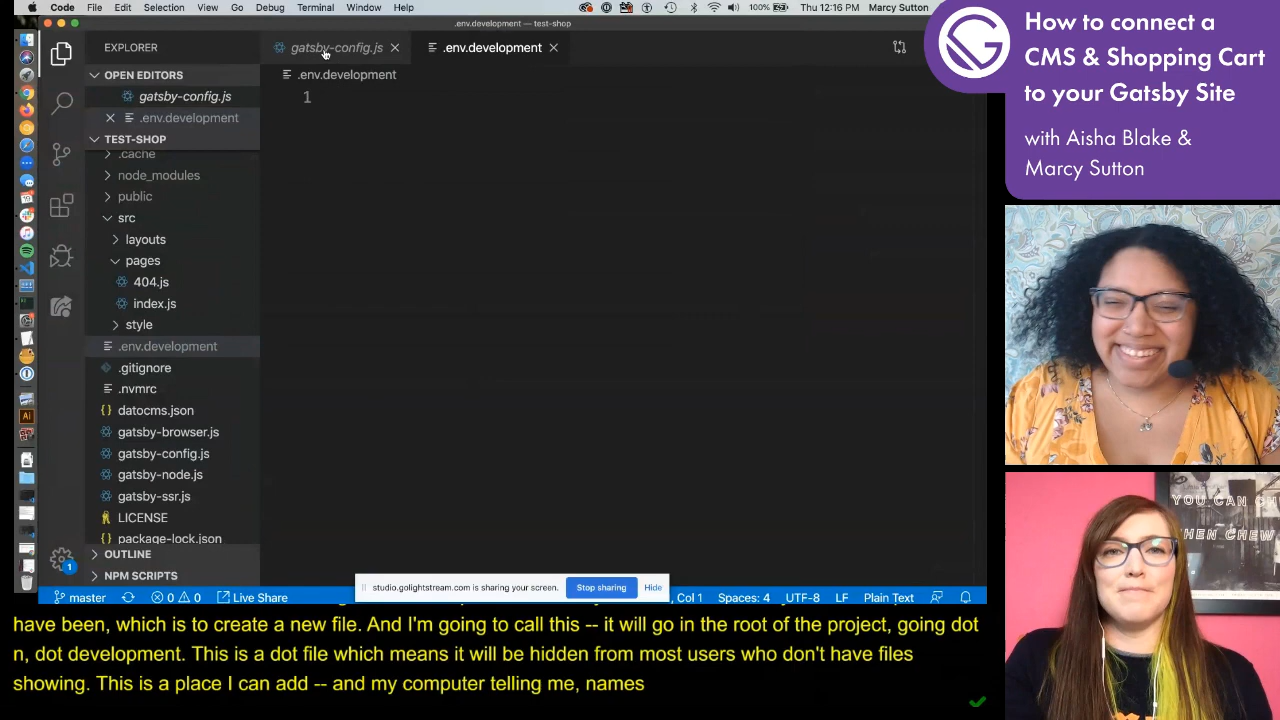 Code File Edit Selection View Go Debug Terminal Window Help 100% Thu 12:16 PM Marcy Sutton
.env.development — test-shop
EXPLORER
gatsby-config.js
.env.development
OPEN EDITORS
gatsby-config.js
.env.development
TEST-SHOP
.cache
node_modules
public
src
layouts
pages
404.js
index.js
style
.env.development
.gitignore
.nvmrc
datocms.json
gatsby-browser.js
gatsby-config.js
gatsby-node.js
gatsby-ssr.js
LICENSE
package-lock.json
OUTLINE
NPM SCRIPTS
.env.development
1
studio.golightstream.com is sharing your screen. Stop sharing Hide
1
master 0 0 Live Share , Col 1 Spaces: 4 UTF-8 LF Plain Text
How to connect a
CMS & Shopping Cart
to your Gatsby Site
with Aisha Blake &
Marcy Sutton
YOU CAN
HEN CHEW
have been, which is to create a new file. And I'm going to call this -- it will go in the root of the project, going dot
n, dot development. This is a dot file which means it will be hidden from most users who don't have files
showing. This is a place I can add -- and my computer telling me, names